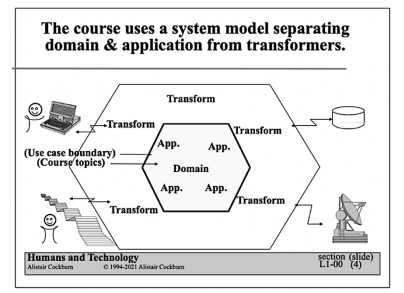 The course uses a system model separating
domain & application from transformers.
Transform
Transform
Transform
App.
App.
(Use case boundary)
(Course topics)
Domain
App.
App.
Transform
Transform
Humans and Technology
Alistair Cockburn © 1994-2021 Alistair Cockburn
section (slide)
L1-00 (4)